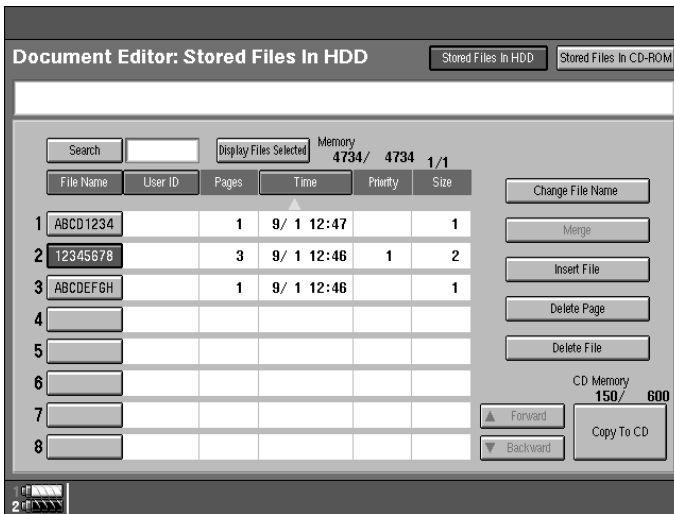 Document Editor: Stored Files In HDD Stored Files In HDD Stored Files In CD-ROM
Search Display Files Selected Memory 4734/ 4734 1/1
File Name User ID Pages Time Priority Size
Change File Name
1 ABCD1234 1 9/ 1 12:47 1
Merge
2 12345678 3 9/ 1 12:46 1 2
Insert File
3 ABCDEFGH 1 9/ 1 12:46 1
Delete Page
4
5 Delete File
6 CD Memory
150/ 600
7 ▲ Forward Copy To CD
8 ▼ Backward
1
2